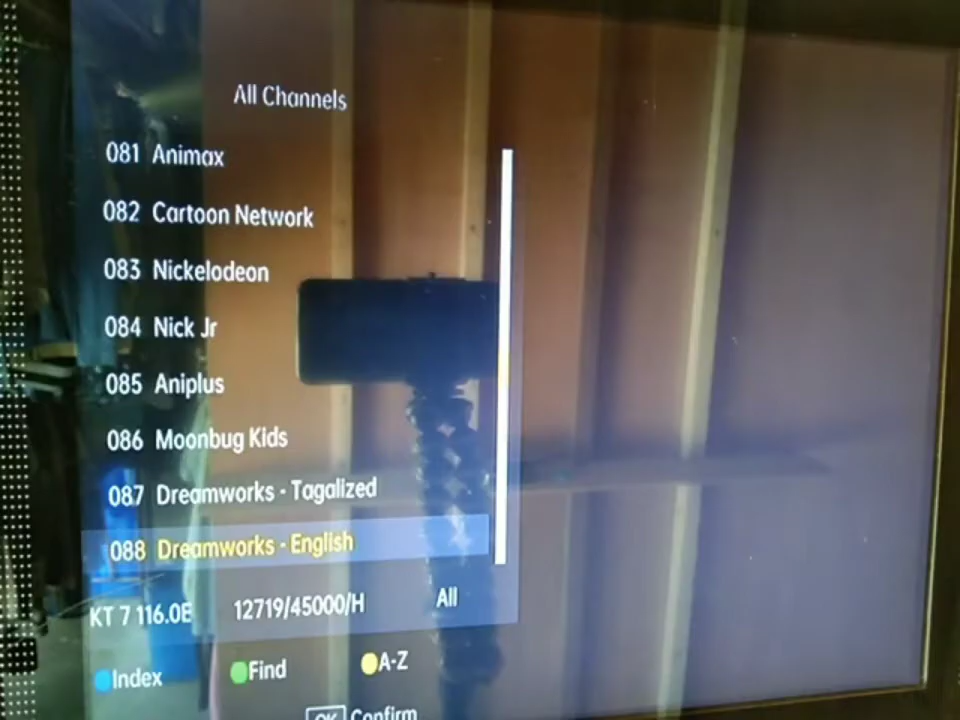 All Channels
081 Animax
082 Cartoon Network
083 Nickelodeon
084 Nick Jr
085 Aniplus
086 Moonbug Kids
087 Dreamworks - Tagalized
088 Dreamworks - English
KT 7 116.0E 12719/45000/H All
Index Find A-Z
OK Confirm